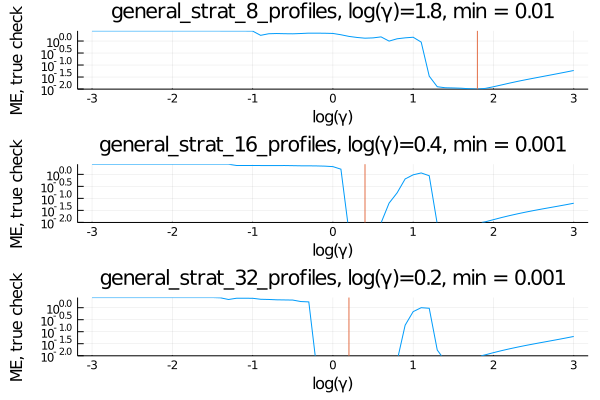 general_strat_8_profiles, log(γ)=1.8, min = 0.01
ME, true check
10^0.0
10^-0.5
10^-1.0
10^-1.5
10^-2.0
-3 -2 -1 0 1 2 3
log(γ)
general_strat_16_profiles, log(γ)=0.4, min = 0.001
ME, true check
10^0.0
10^-0.5
10^-1.0
10^-1.5
10^-2.0
-3 -2 -1 0 1 2 3
log(γ)
general_strat_32_profiles, log(γ)=0.2, min = 0.001
ME, true check
10^0.0
10^-0.5
10^-1.0
10^-1.5
10^-2.0
-3 -2 -1 0 1 2 3
log(γ)